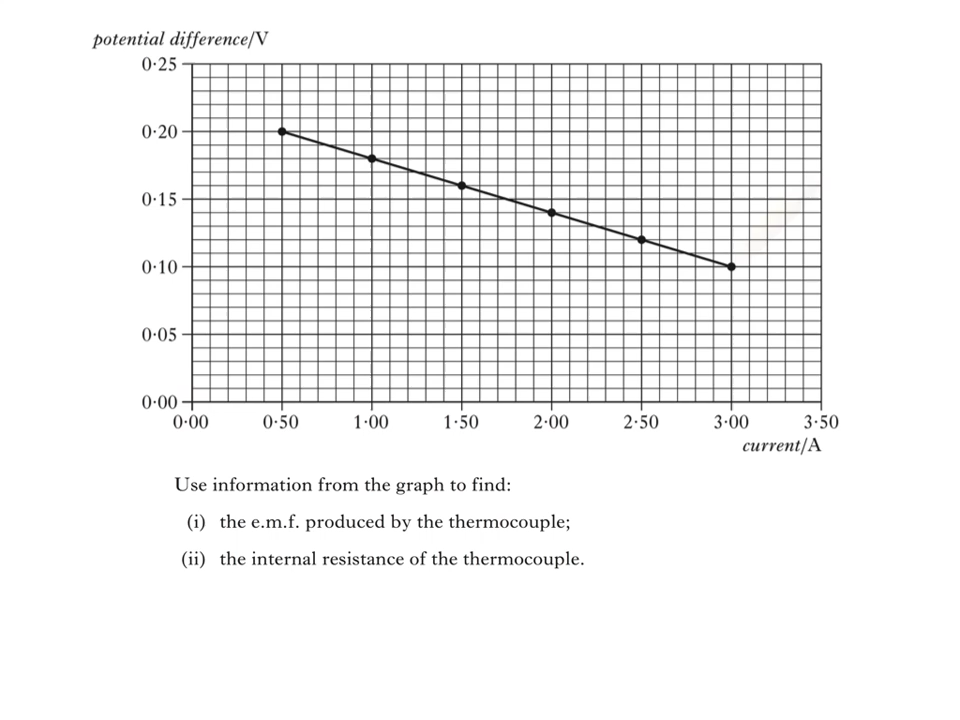 potential difference/V
0·25
0·20
0·15
0·10
0·05
0·00
0·00 0·50 1·00 1·50 2·00 2·50 3·00 3·50
current/A
Use information from the graph to find:
(i) the e.m.f. produced by the thermocouple;
(ii) the internal resistance of the thermocouple.